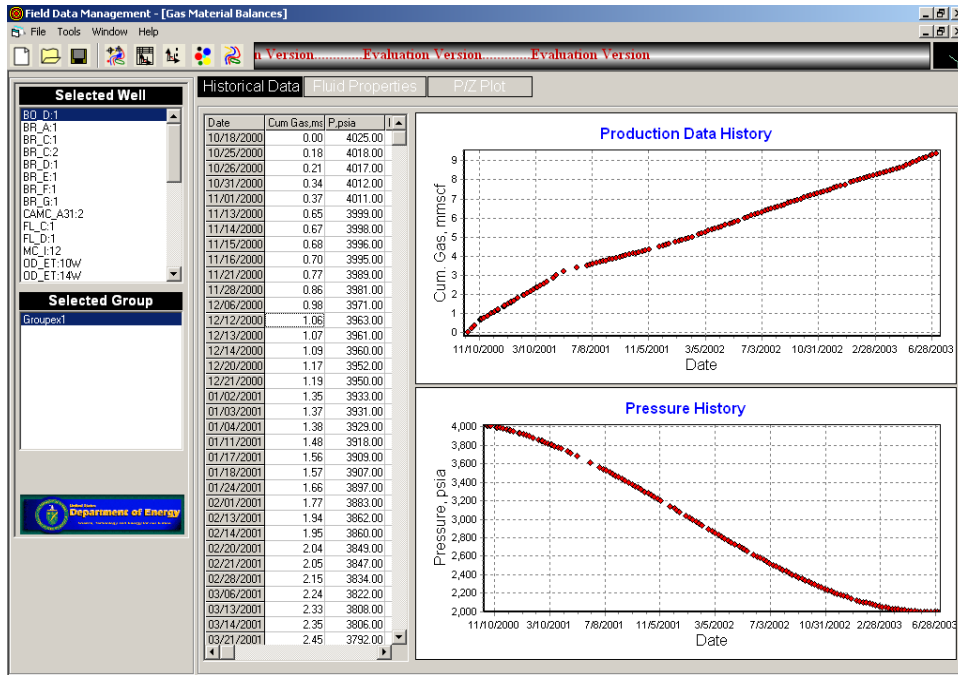 Field Data Management - [Gas Material Balances]
File Tools Window Help
n Version.............Evaluation Version.............Evaluation Version
Selected Well
BO_D:1
BR_A:1
BR_C:1
BR_C:2
BR_D:1
BR_E:1
BR_F:1
BR_G:1
CAMC_A31:2
FL_C:1
FL_D:1
MC_I:12
OD_ET:10W
OD_ET:14W
Selected Group
Groupex1
United States
Department of Energy
Historical Data Fluid Properties P/Z Plot
Date Cum Gas,ms P,psia
10/18/2000 0.00 4025.00
10/25/2000 0.18 4018.00
10/26/2000 0.21 4017.00
10/31/2000 0.34 4012.00
11/01/2000 0.37 4011.00
11/13/2000 0.65 3999.00
11/14/2000 0.67 3998.00
11/15/2000 0.68 3996.00
11/16/2000 0.70 3995.00
11/21/2000 0.77 3989.00
11/28/2000 0.86 3981.00
12/06/2000 0.98 3971.00
12/12/2000 1.06 3963.00
12/13/2000 1.07 3961.00
12/14/2000 1.09 3960.00
12/20/2000 1.17 3952.00
12/21/2000 1.19 3950.00
01/02/2001 1.35 3933.00
01/03/2001 1.37 3931.00
01/04/2001 1.38 3929.00
01/11/2001 1.48 3918.00
01/17/2001 1.56 3909.00
01/18/2001 1.57 3907.00
01/24/2001 1.66 3897.00
02/01/2001 1.77 3883.00
02/13/2001 1.94 3862.00
02/14/2001 1.95 3860.00
02/20/2001 2.04 3849.00
02/21/2001 2.05 3847.00
02/28/2001 2.15 3834.00
03/06/2001 2.24 3822.00
03/13/2001 2.33 3808.00
03/14/2001 2.35 3806.00
03/21/2001 2.45 3792.00
Production Data History
Cum. Gas, mmscf
9
8
7
6
5
4
3
2
1
0
11/10/2000 3/10/2001 7/8/2001 11/5/2001 3/5/2002 7/3/2002 10/31/2002 2/28/2003 6/28/2003
Date
Pressure History
Pressure, psia
4,000
3,800
3,600
3,400
3,200
3,000
2,800
2,600
2,400
2,200
2,000
11/10/2000 3/10/2001 7/8/2001 11/5/2001 3/5/2002 7/3/2002 10/31/2002 2/28/2003 6/28/2003
Date